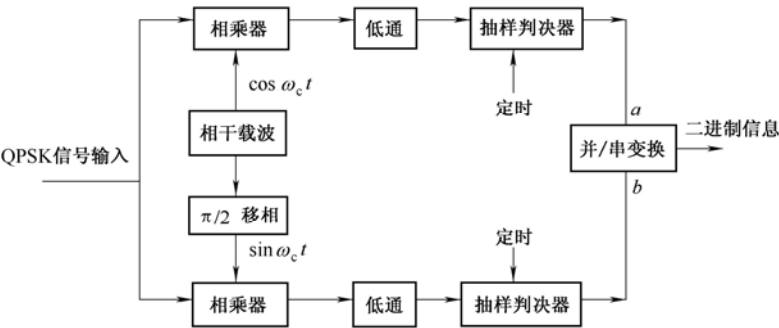 相乘器
低通
抽样判决器
cos ω_c t
定时
a
相干载波
并/串变换
二进制信息
QPSK信号输入
b
π/2 移相
定时
sin ω_c t
相乘器
低通
抽样判决器